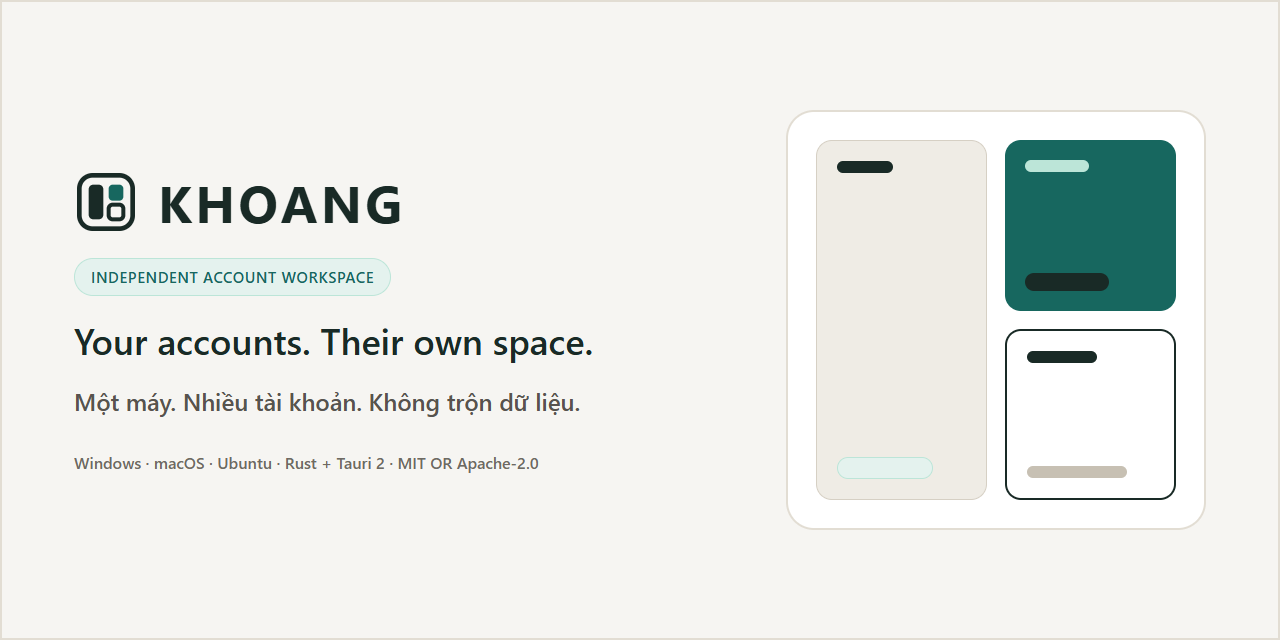 KHOANG
INDEPENDENT ACCOUNT WORKSPACE
Your accounts. Their own space.
Một máy. Nhiều tài khoản. Không trộn dữ liệu.
Windows · macOS · Ubuntu · Rust + Tauri 2 · MIT OR Apache-2.0